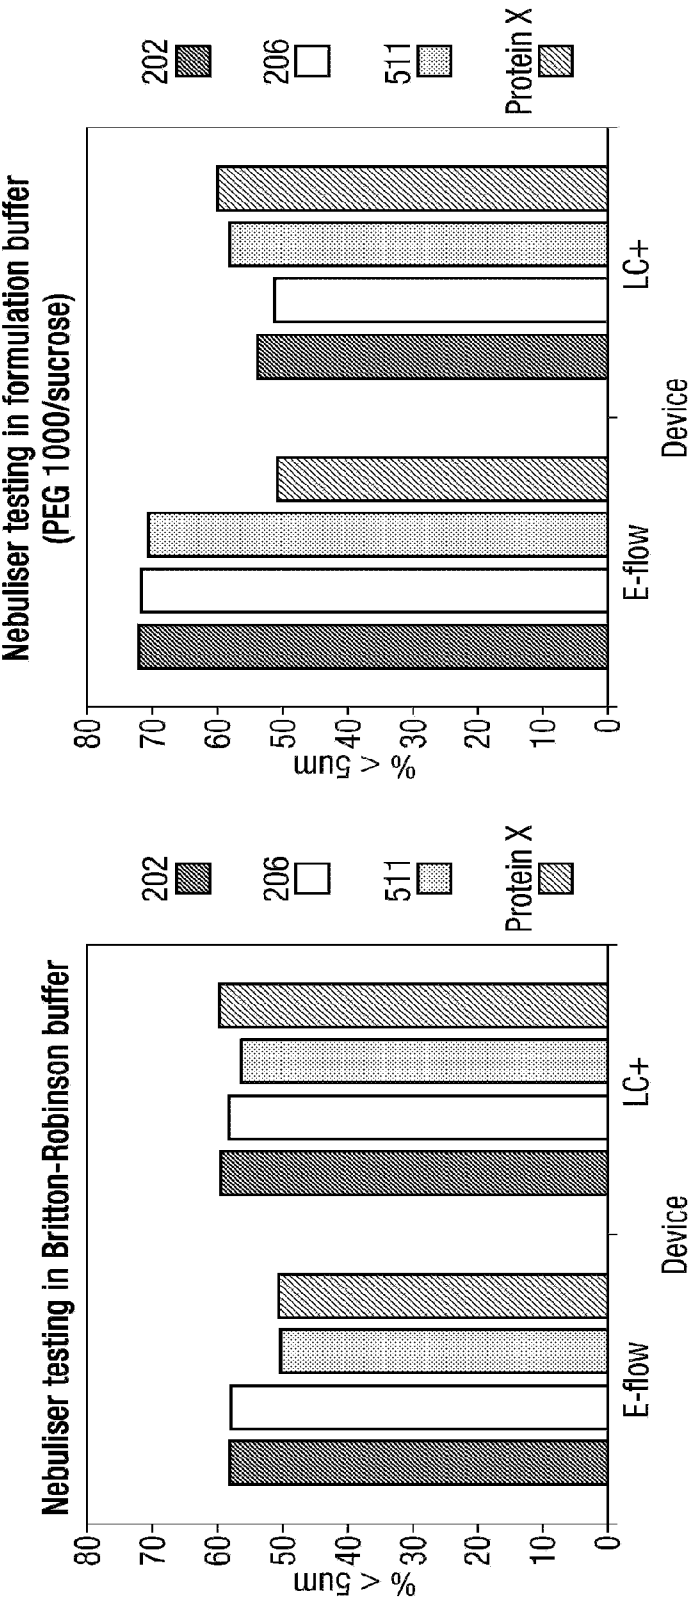 Nebuliser testing in Britton-Robinson buffer
80
70
60
50
40
30
20
10
0
% < 5um
E-flow
LC+
Device
202
206
511
Protein X
Nebuliser testing in formulation buffer
(PEG 1000/sucrose)
80
70
60
50
40
30
20
10
0
% < 5um
E-flow
LC+
Device
202
206
511
Protein X